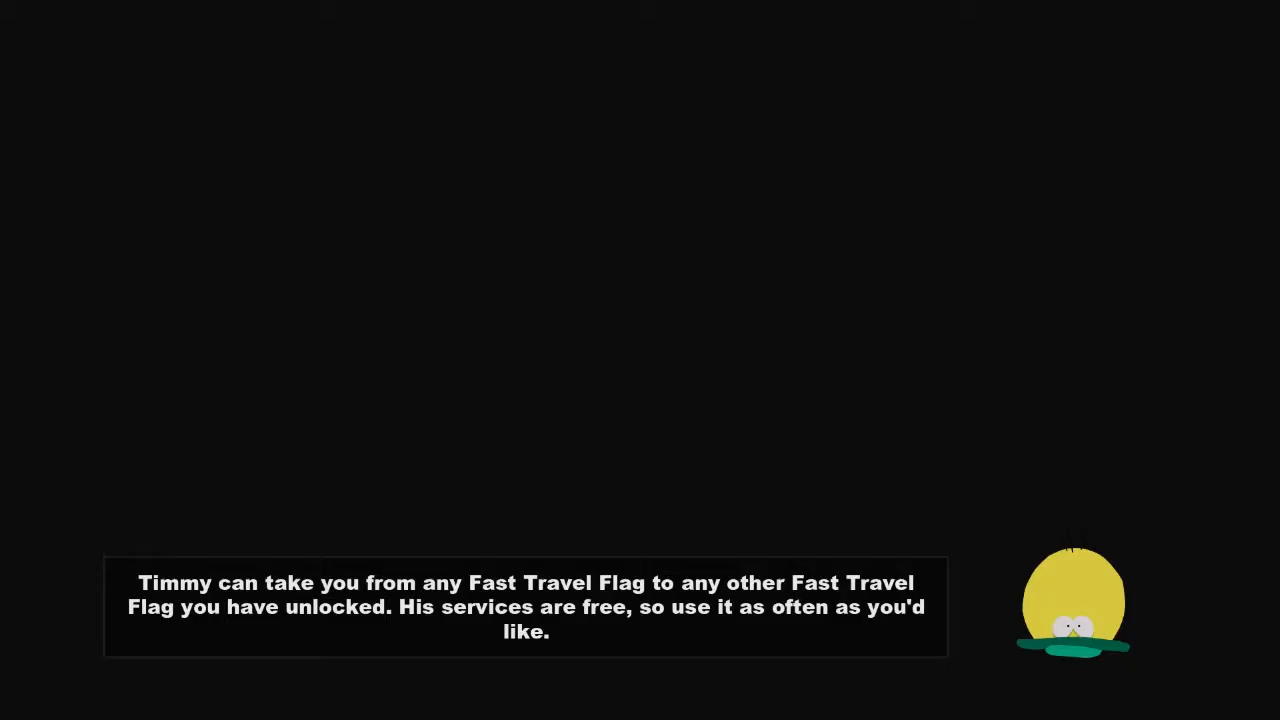 Timmy can take you from any Fast Travel Flag to any other Fast Travel
Flag you have unlocked. His services are free, so use it as often as you'd
like.